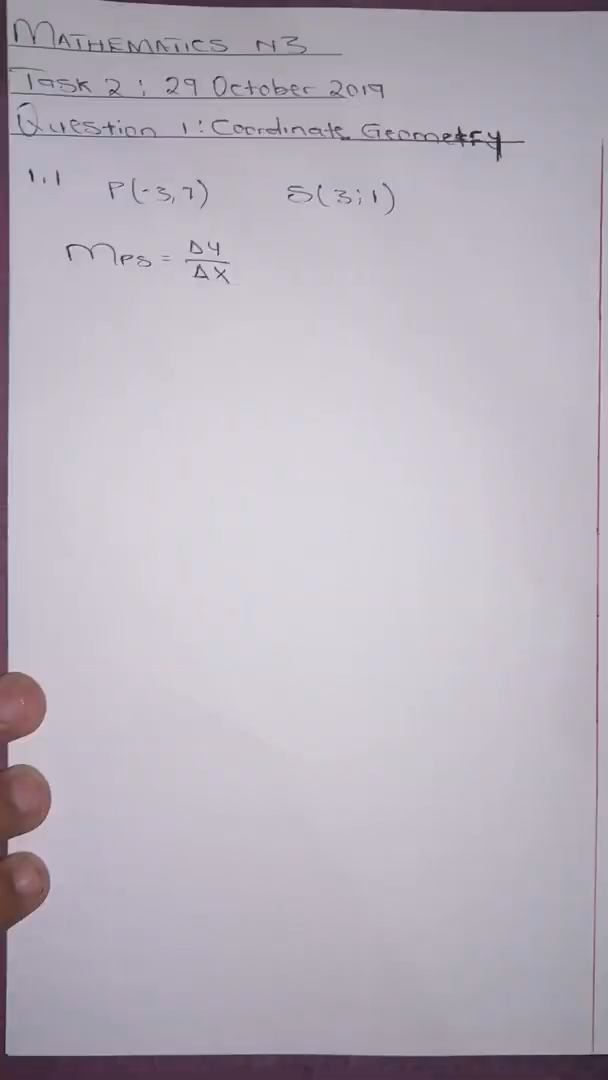 MATHEMATICS N3
Task 2 : 29 October 2019
Question 1 : Coordinate Geometry
1.1 P(-3,7) S(3;1)
MPS = Δy/Δx